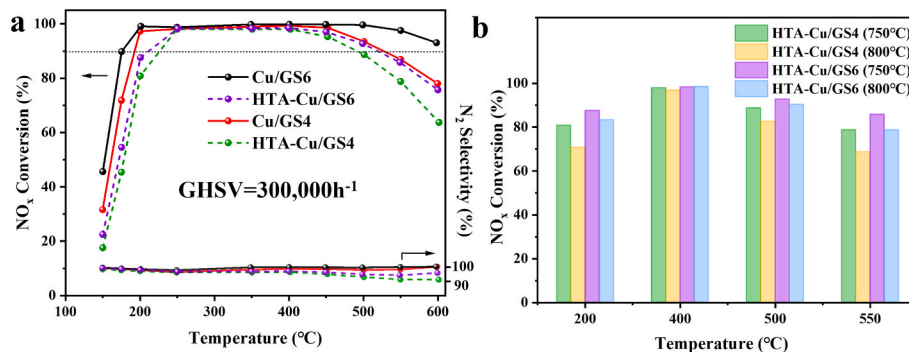 a
NOx Conversion (%)
100
80
60
40
20
0
Cu/GS6
HTA-Cu/GS6
Cu/GS4
HTA-Cu/GS4
GHSV=300,000h⁻¹
N₂ Selectivity (%)
100
90
100
200
300
400
500
600
Temperature (℃)
b
HTA-Cu/GS4 (750℃)
HTA-Cu/GS4 (800℃)
HTA-Cu/GS6 (750℃)
HTA-Cu/GS6 (800℃)
NOx Conversion (%)
100
80
60
40
20
0
200
400
500
550
Temperature (℃)